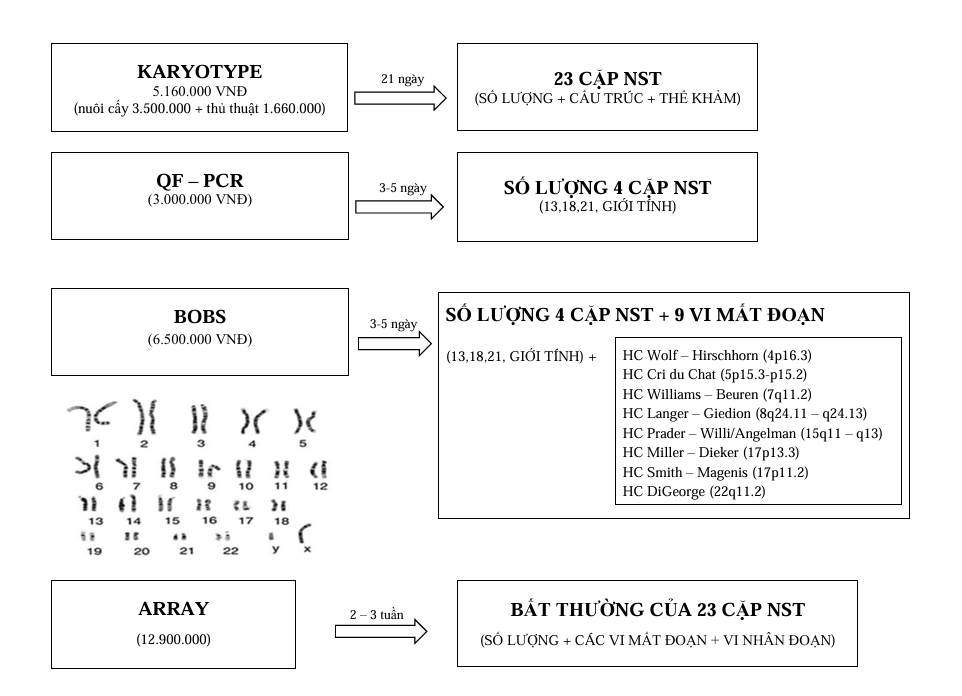 KARYOTYPE
5.160.000 VNĐ
(nuôi cấy 3.500.000 + thủ thuật 1.660.000)
21 ngày
23 CẶP NST
(SỐ LƯỢNG + CẤU TRÚC + THỂ KHẢM)
QF – PCR
(3.000.000 VNĐ)
3-5 ngày
SỐ LƯỢNG 4 CẶP NST
(13,18,21, GIỚI TÍNH)
BOBS
(6.500.000 VNĐ)
3-5 ngày
SỐ LƯỢNG 4 CẶP NST + 9 VI MẤT ĐOẠN
(13,18,21, GIỚI TÍNH) +
HC Wolf – Hirschhorn (4p16.3)
HC Cri du Chat (5p15.3-p15.2)
HC Williams – Beuren (7q11.2)
HC Langer – Giedion (8q24.11 – q24.13)
HC Prader – Willi/Angelman (15q11 – q13)
HC Miller – Dieker (17p13.3)
HC Smith – Magenis (17p11.2)
HC DiGeorge (22q11.2)
1 2 3 4 5
6 7 8 9 10 11 12
13 14 15 16 17 18
19 20 21 22 y x
ARRAY
(12.900.000)
2 – 3 tuần
BẤT THƯỜNG CỦA 23 CẶP NST
(SỐ LƯỢNG + CÁC VI MẤT ĐOẠN + VI NHÂN ĐOẠN)